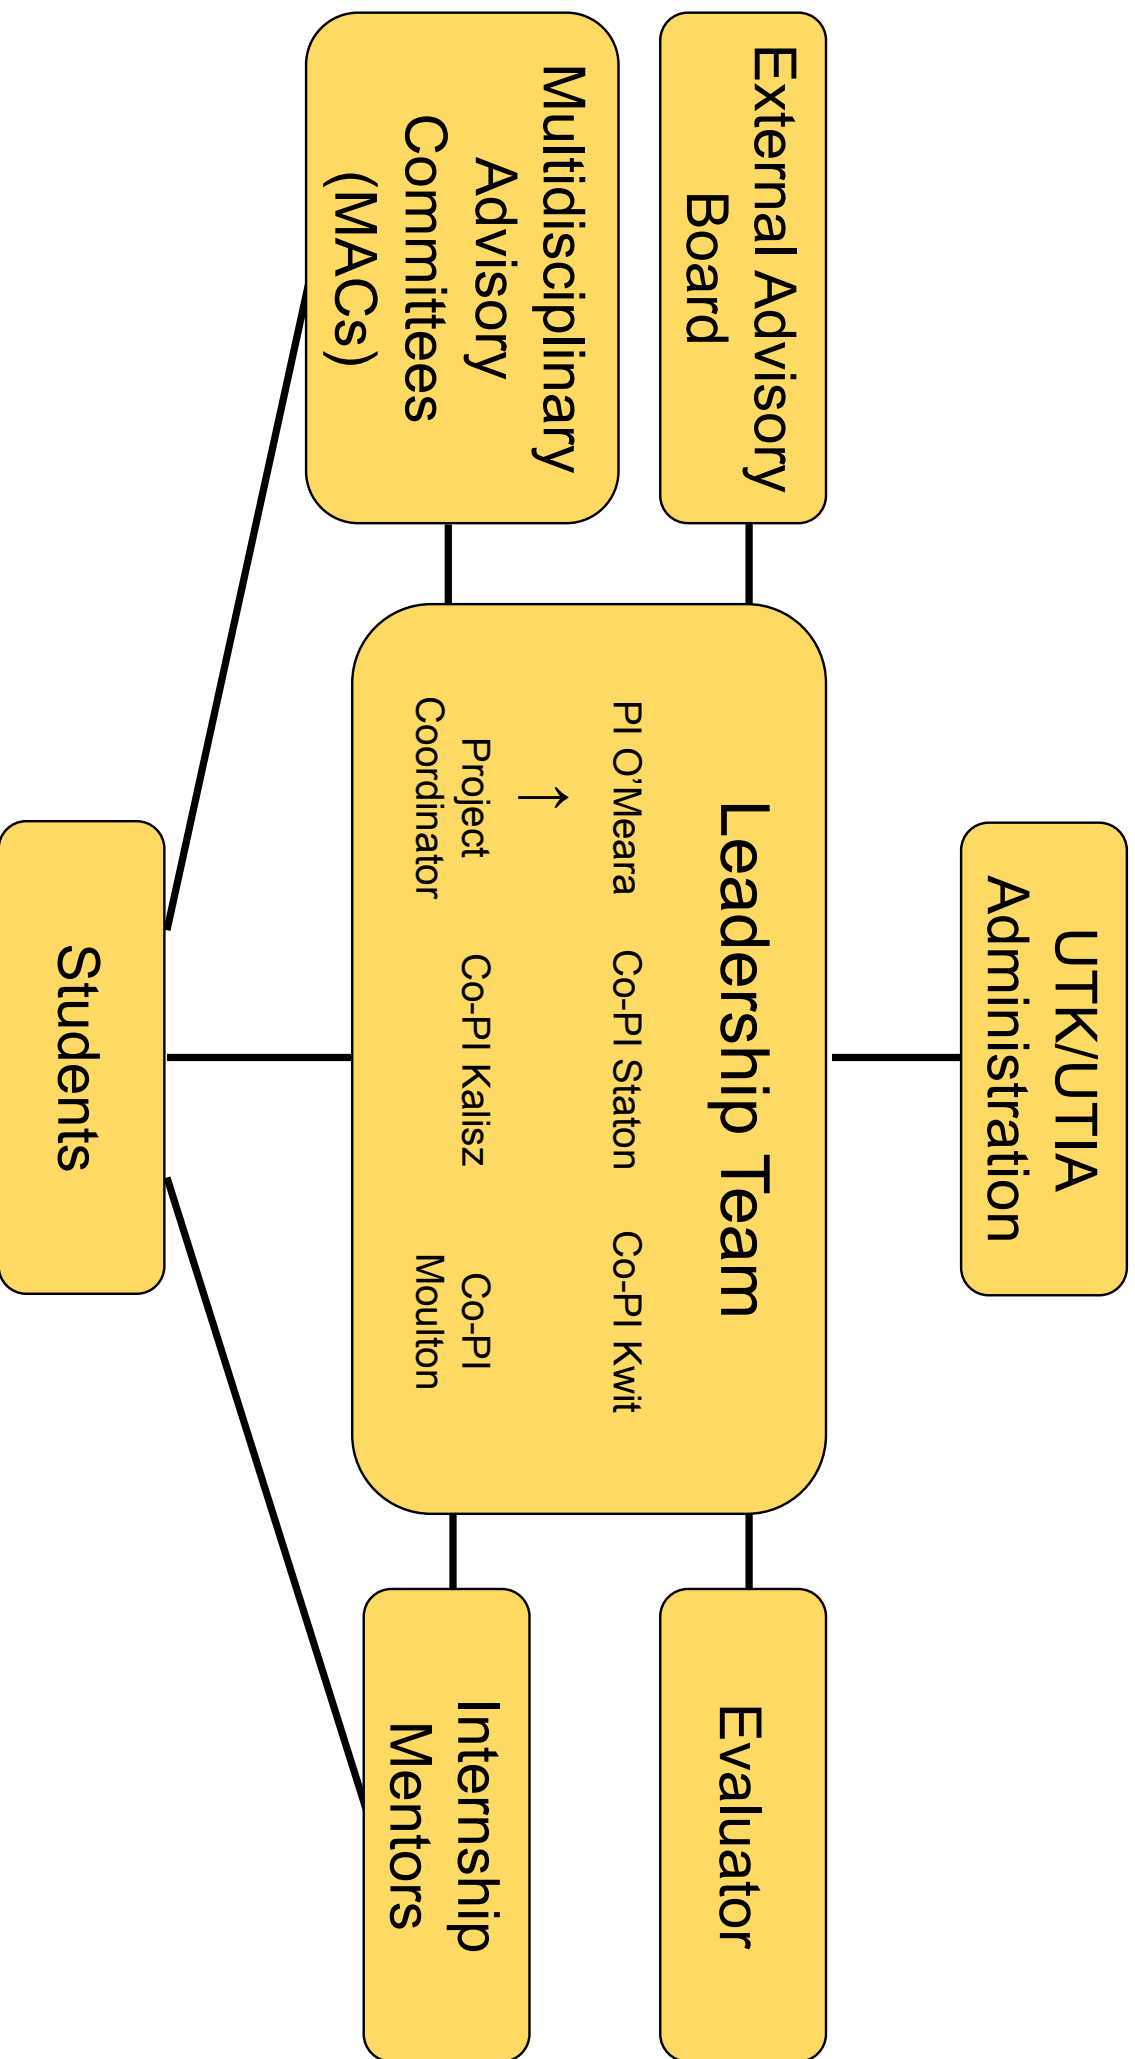 UTK/UTIA
Administration
External Advisory
Board
Leadership Team
Evaluator
PI O’Meara
Co-PI Staton
Co-PI Kwit
↑
Project
Coordinator
Co-PI Kalisz
Co-PI
Moulton
Multidisciplinary
Advisory
Committees
(MACs)
Internship
Mentors
Students